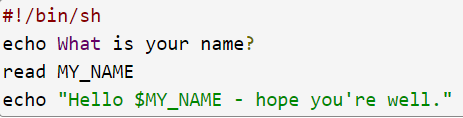 #!/bin/sh
echo What is your name?
read MY_NAME
echo "Hello $MY_NAME - hope you're well."